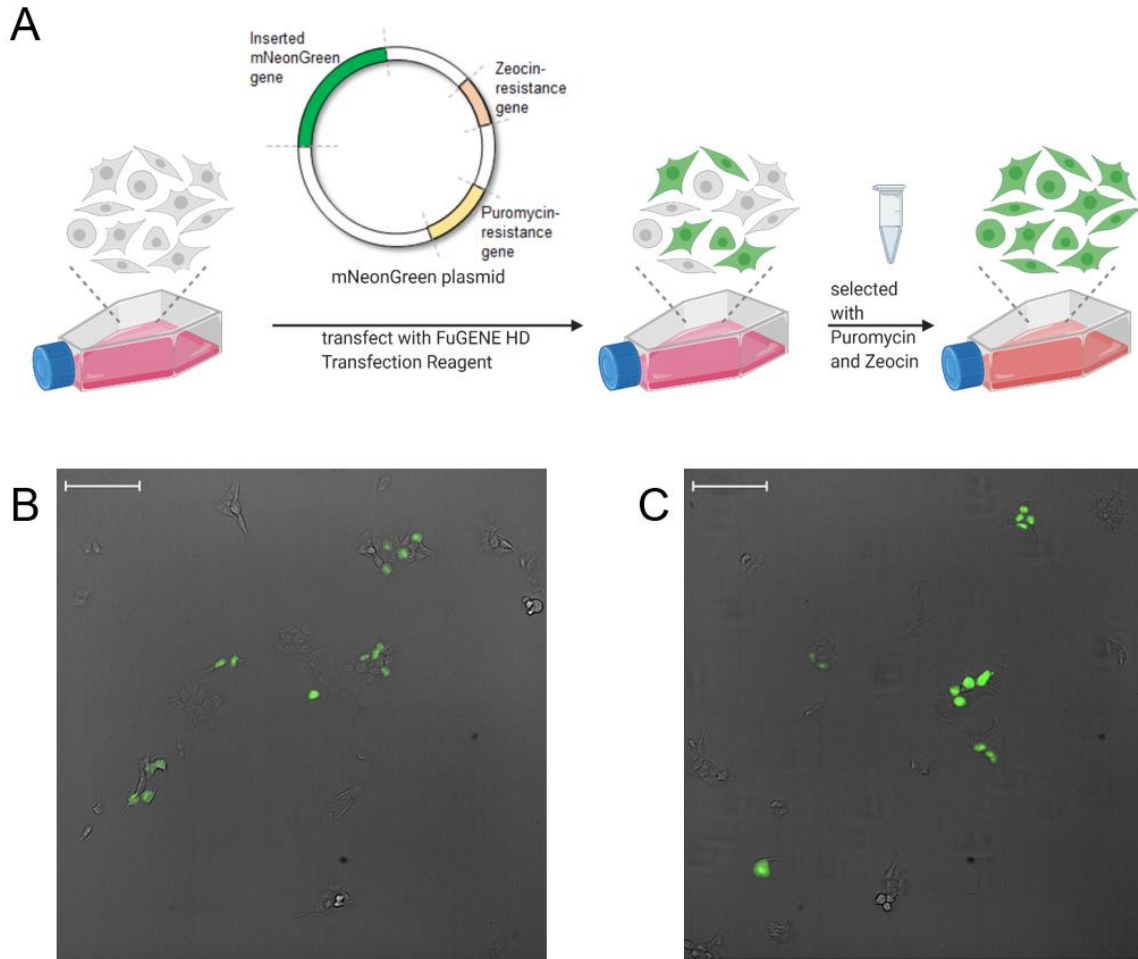 A
Inserted
mNeonGreen
gene
Zeocin-
resistance
gene
Puromycin-
resistance
gene
mNeonGreen plasmid
transfect with FuGENE HD
Transfection Reagent
selected
with
Puromycin
and Zeocin
B
C